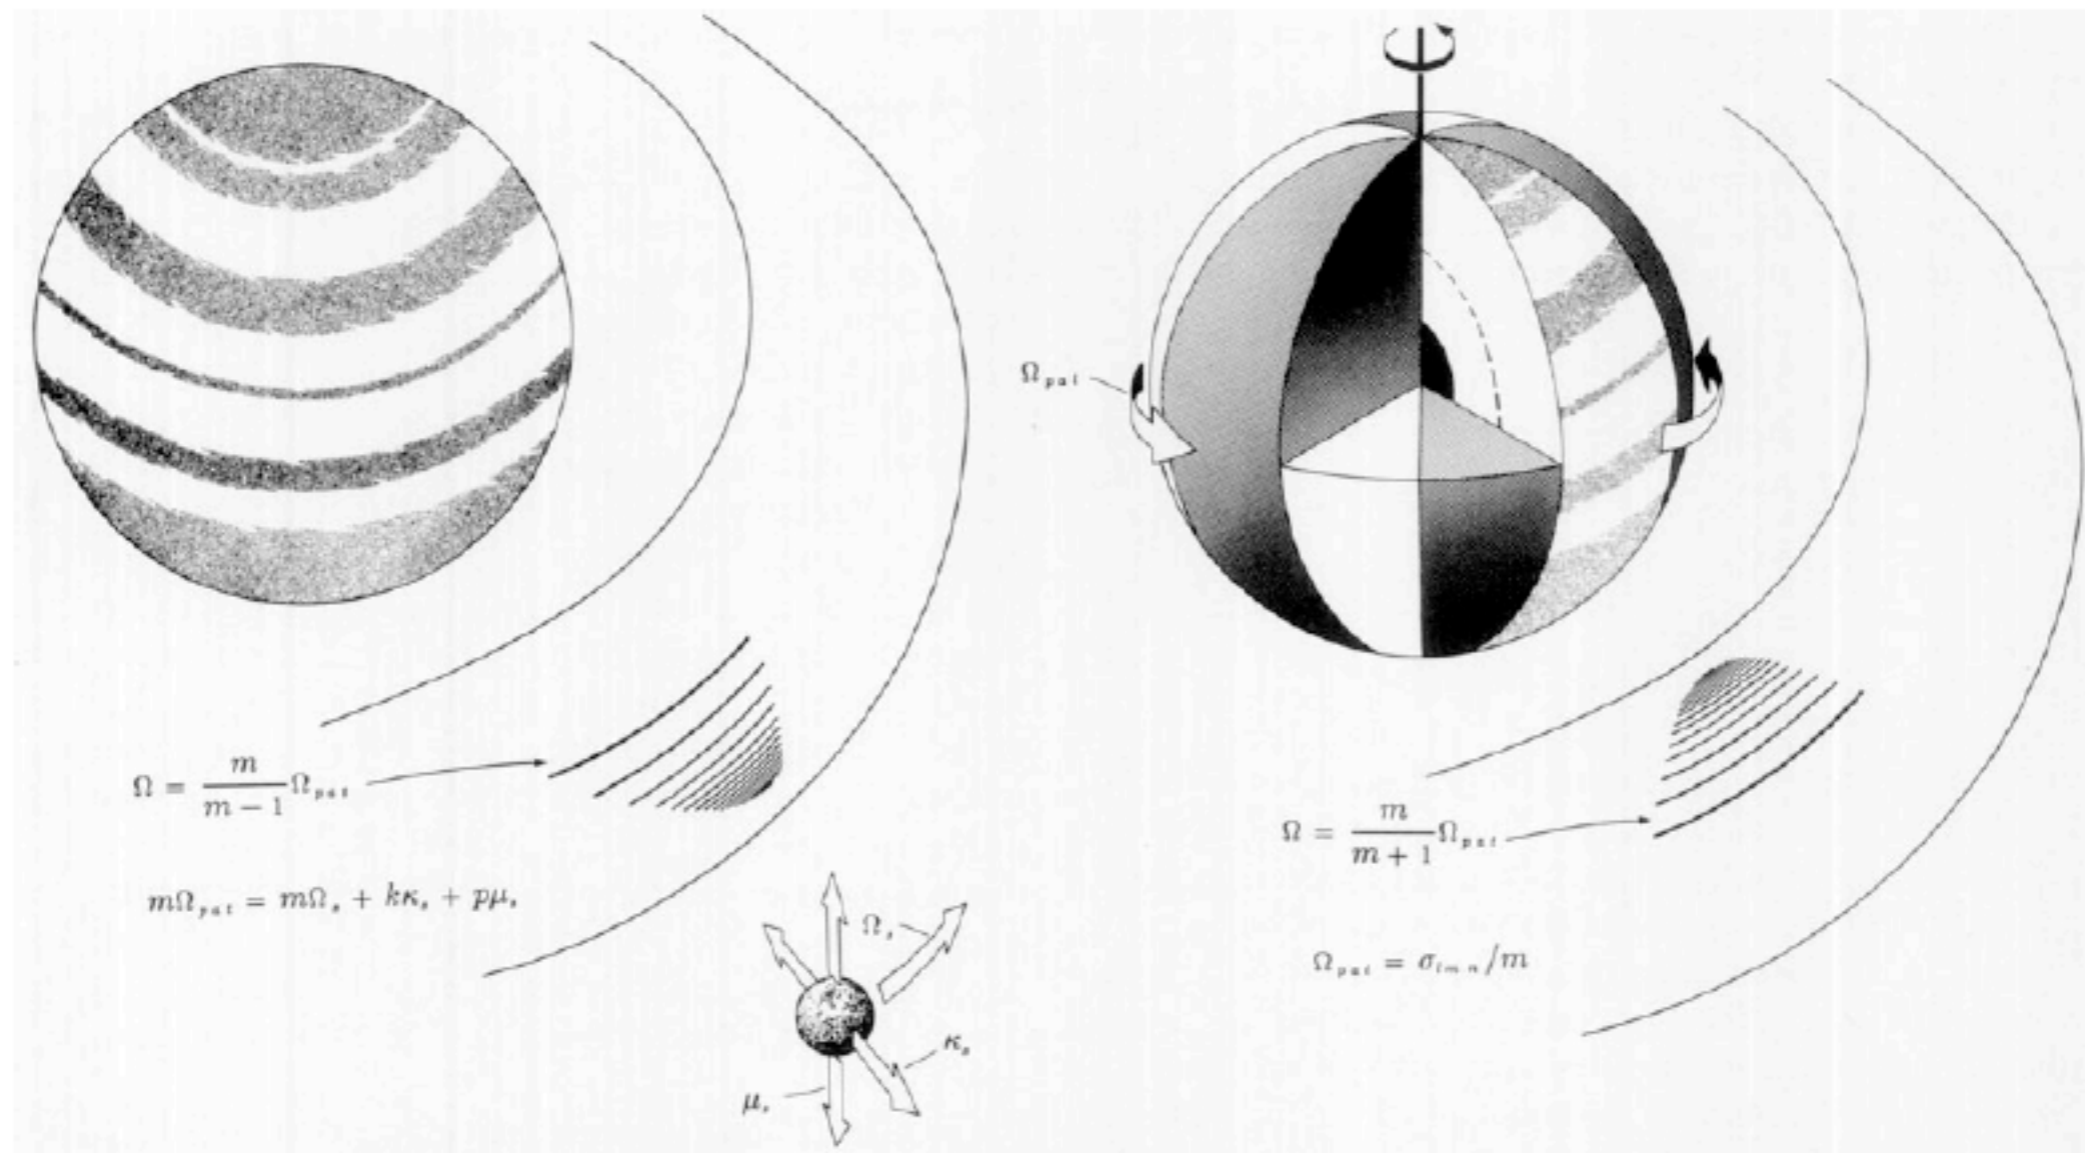 Ω_pat
Ω = m/(m − 1) Ω_pat
mΩ_pat = mΩ_s + kκ_s + pμ_s
Ω_s
κ_s
μ_s
Ω = m/(m + 1) Ω_pat
Ω_pat = σ_lmn/m